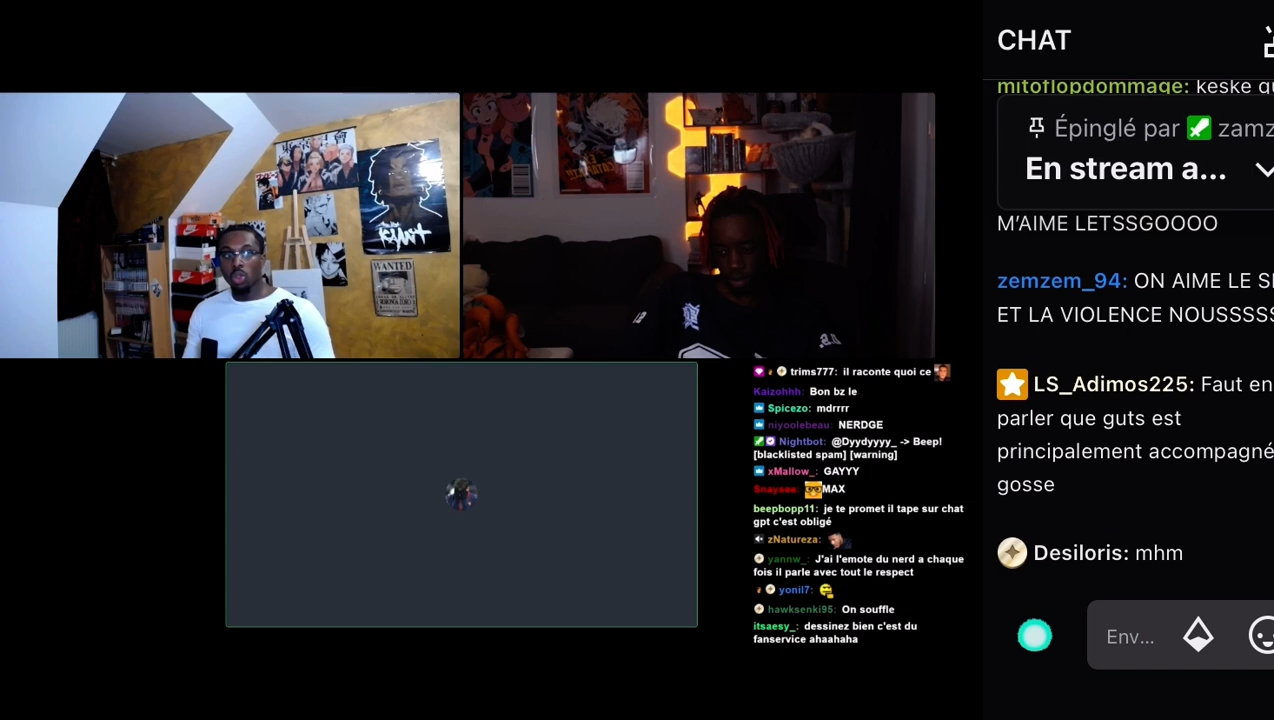 CHAT
mitoflopdommage: keske qu
Épinglé par zamz
En stream a...
M'AIME LETSSGOOOO
zemzem_94: ON AIME LE S
ET LA VIOLENCE NOUSSSSS
LS_Adimos225: Faut en
parler que guts est
principalement accompagné
gosse
Desiloris: mhm
Env...
WANTED
trims777: il raconte quoi ce
Kaizohhh: Bon bz le
Spicezo: mdrrrr
niyoolebeau: NERDGE
Nightbot: @Dyydyyyy_ -> Beep!
[blacklisted spam] [warning]
xMallow_: GAYYY
Snaysee: MAX
beepbopp11: je te promet il tape sur chat
gpt c'est obligé
zNatureza:
yannw_: J'ai l'emote du nerd a chaque
fois il parle avec tout le respect
yonil7:
hawksenki95: On souffle
itsaesy_: dessinez bien c'est du
fanservice ahaahaha